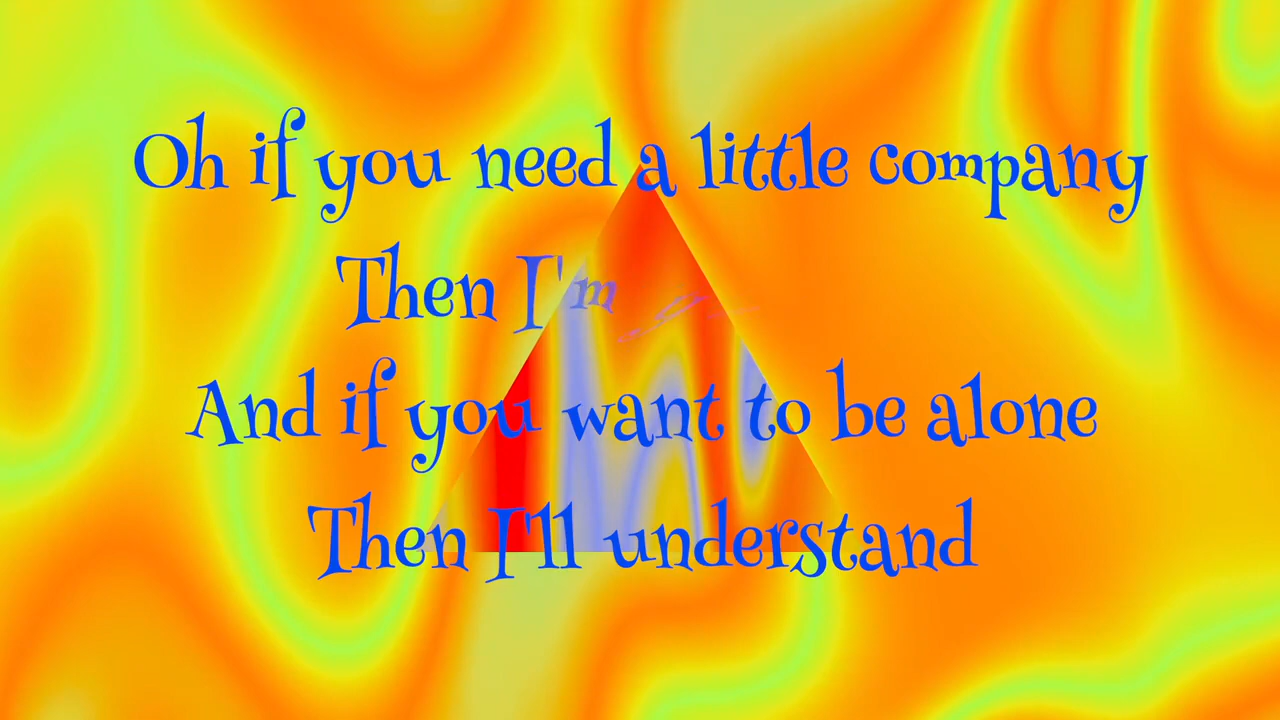 Oh if you need a little company
Then I'm
And if you want to be alone
Then I'll understand